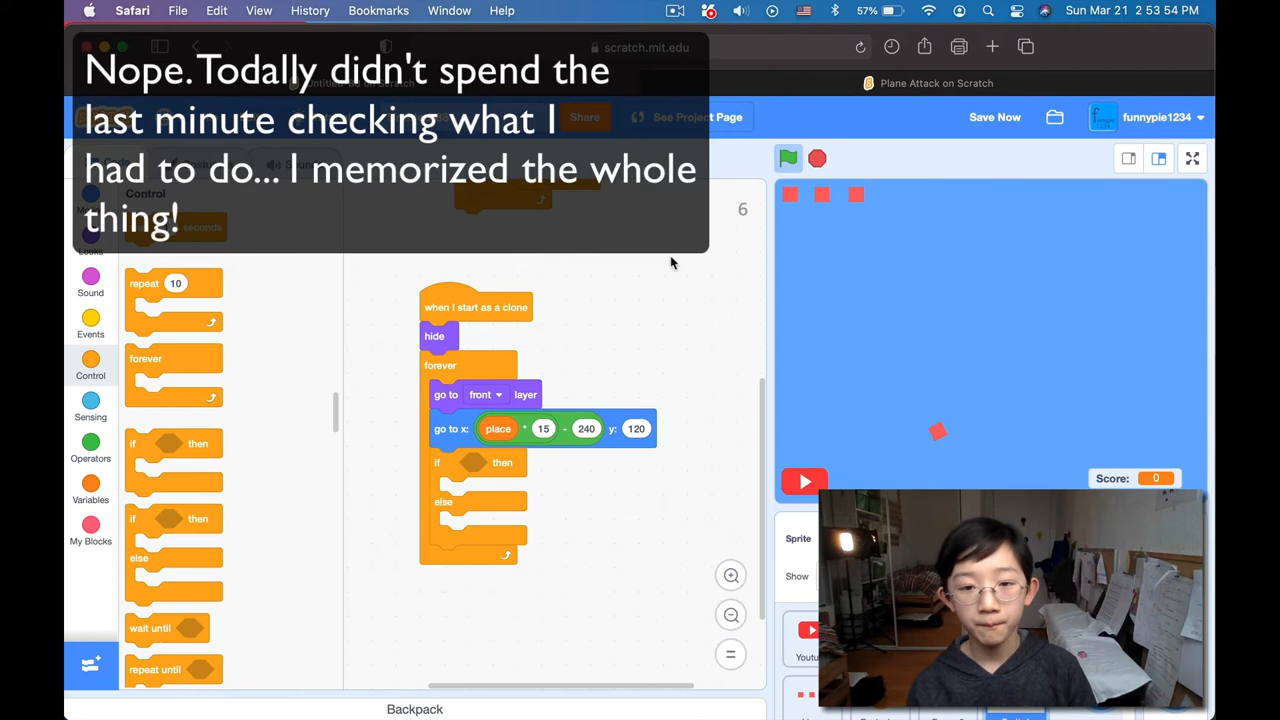 Safari File Edit View History Bookmarks Window Help 57% Sun Mar 21 2 53 54 PM
scratch.mit.edu
Plane Attack on Scratch
Nope. Todally didn't spend the
last minute checking what I
had to do... I memorized the whole
thing!
Share See Project Page Save Now funnypie1234
Control
seconds
6
Looks
repeat 10
Sound
when I start as a clone
Events
hide
forever
forever
Control
go to front layer
Sensing
go to x: place * 15 - 240 y: 120
if then
if then
Operators
else
Score: 0
Variables
if then
My Blocks
else
Sprite
Show
wait until
repeat until
Backpack